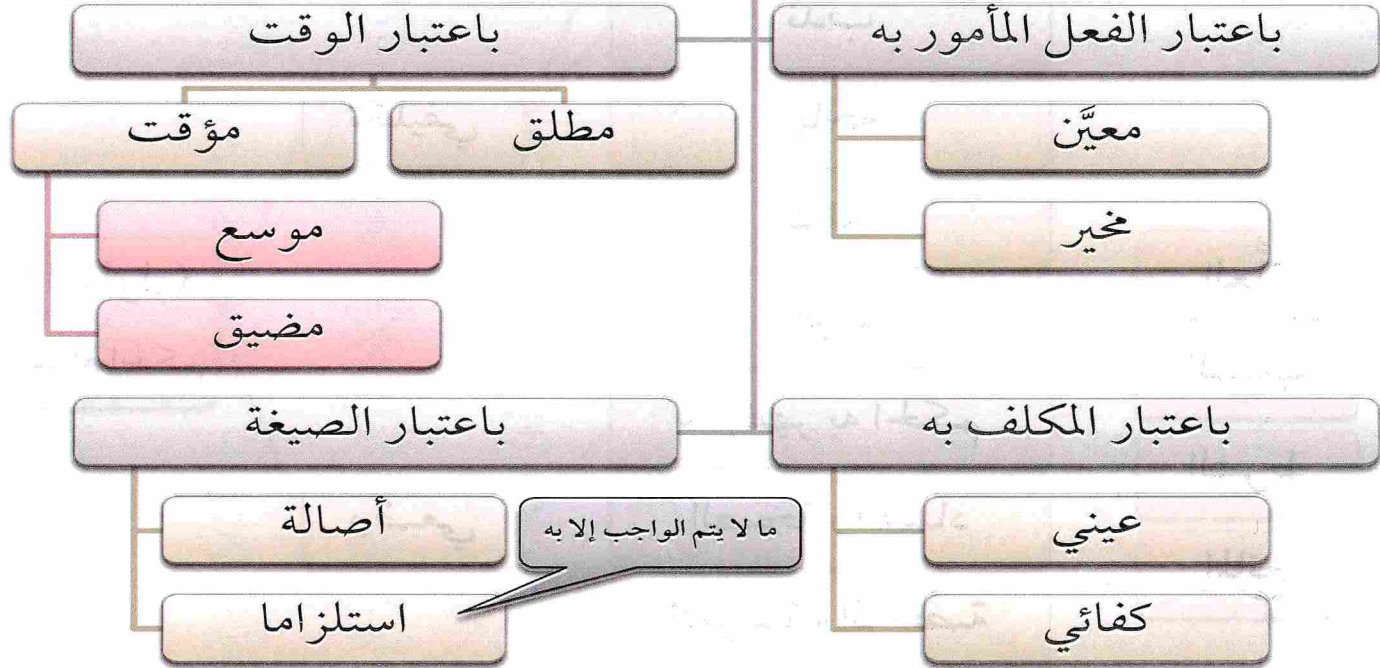 باعتبار الفعل المأمور به
معيَّن
مخير
باعتبار الوقت
مطلق
مؤقت
موسع
مضيق
باعتبار المكلف به
عيني
كفائي
باعتبار الصيغة
أصالة
ما لا يتم الواجب إلا به
استلزاما